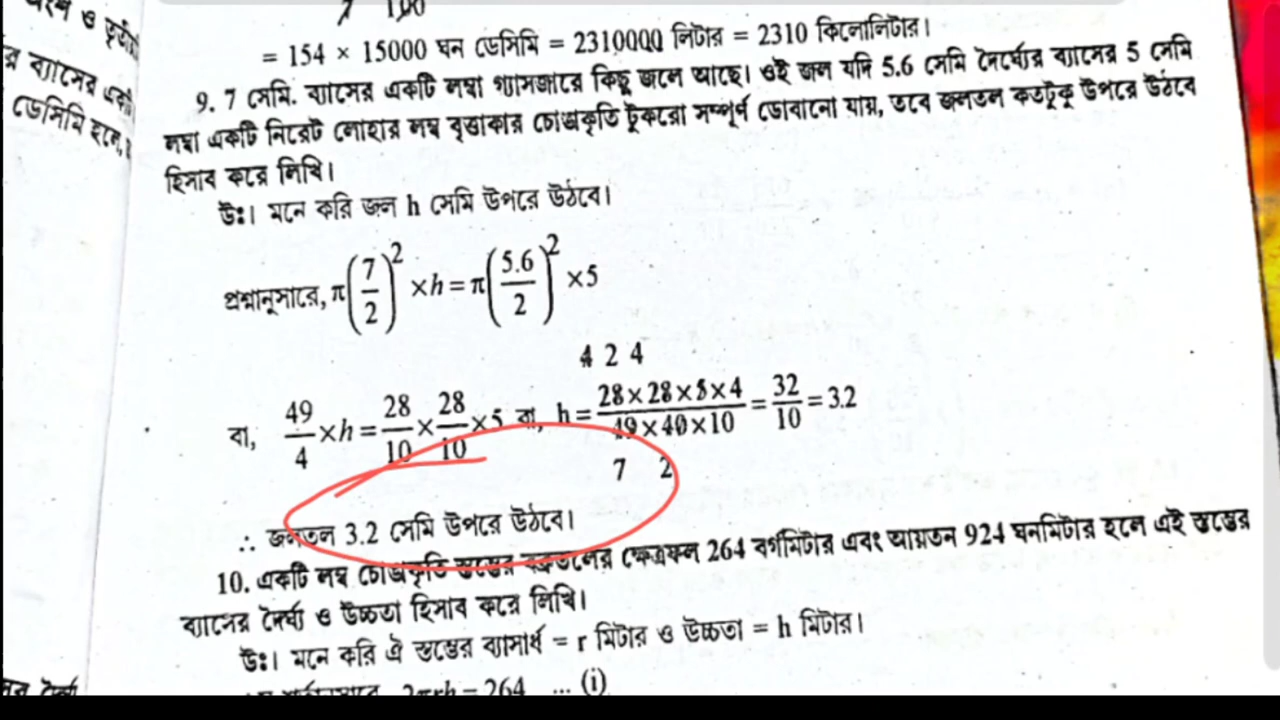 = 154 × 15000 ঘন ডেসিমি = 2310000 লিটার = 2310 কিলোলিটার।
র ব্যাসের একটি
ডেসিমি হলে,
9. 7 সেমি. ব্যাসের একটি লম্বা গ্যাসজারে কিছু জলে আছে। ওই জল যদি 5.6 সেমি দৈর্ঘ্যের ব্যাসের 5 সেমি
লম্বা একটি নিরেট লোহার লম্ব বৃত্তাকার চোঙাকৃতি টুকরো সম্পূর্ণ ডোবানো যায়, তবে জলতল কতটুকু উপরে উঠবে
হিসাব করে লিখি।
উঃ। মনে করি জল h সেমি উপরে উঠবে।
প্রশ্নানুসারে, π(7/2)² ×h = π(5.6/2)² ×5
4 2 4
বা, 49/4 ×h = 28/10 × 28/10 ×5 বা, h = 28×28×5×4/49×40×10 = 32/10 = 3.2
7 2
∴ জলতল 3.2 সেমি উপরে উঠবে।
10. একটি লম্ব চোঙাকৃতি স্তম্ভের বক্রতলের ক্ষেত্রফল 264 বর্গমিটার এবং আয়তন 924 ঘনমিটার হলে এই স্তম্ভের
ব্যাসের দৈর্ঘ্য ও উচ্চতা হিসাব করে লিখি।
উঃ। মনে করি ঐ স্তম্ভের ব্যাসার্ধ = r মিটার ও উচ্চতা = h মিটার।
2πrh = 264 ... (i)